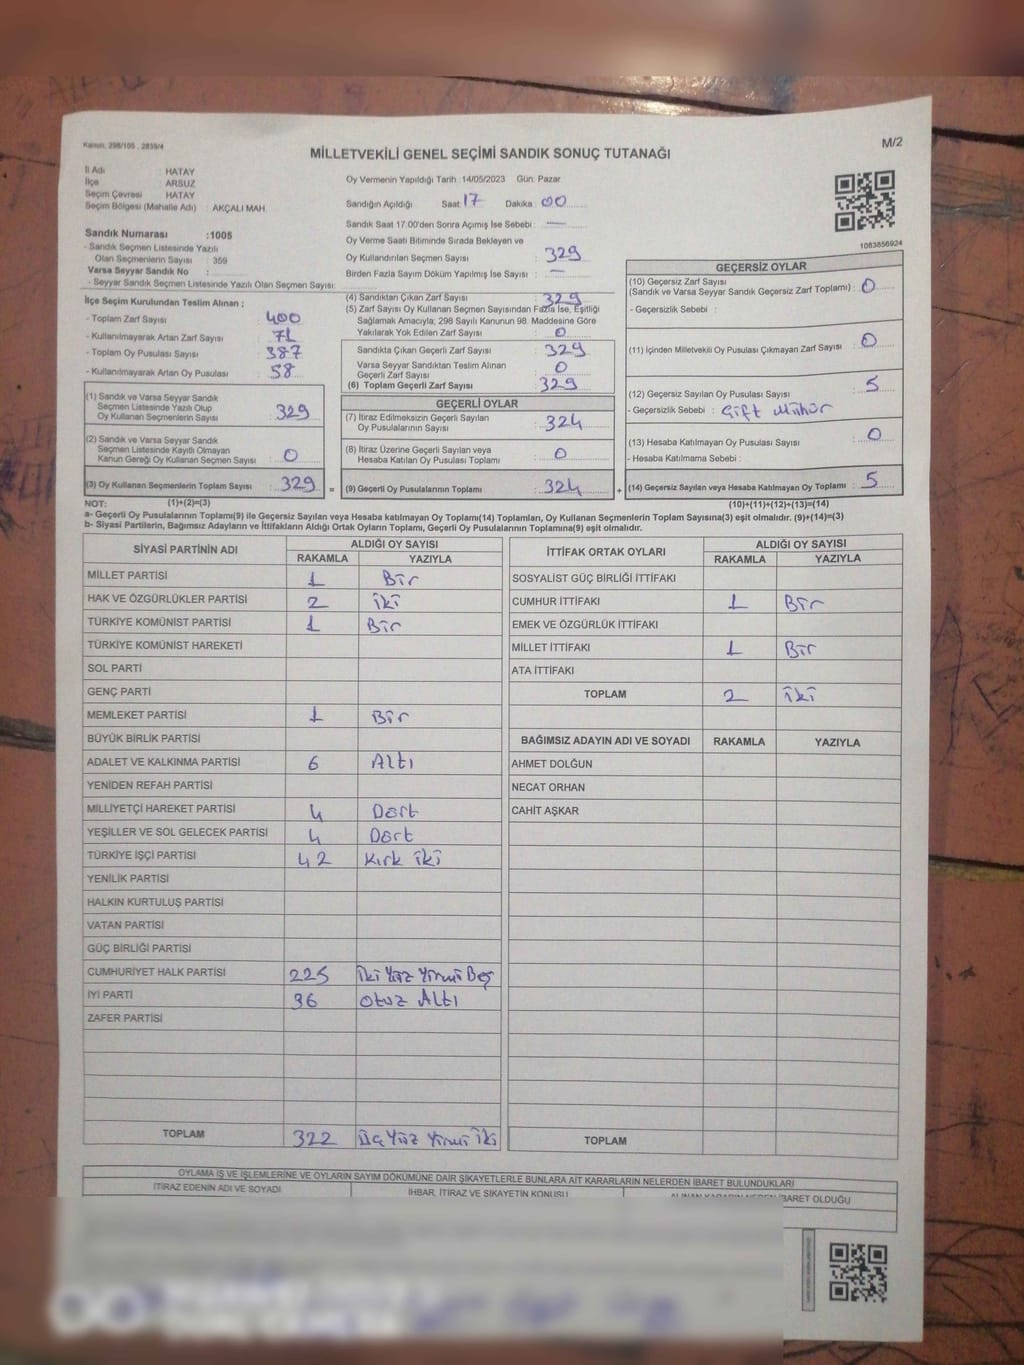 Kanun, 298/105 , 2839/4
M/2
MİLLETVEKİLİ GENEL SEÇİMİ SANDIK SONUÇ TUTANAĞI
İl Adı : HATAY
İlçe : ARSUZ
Seçim Çevresi : HATAY
Seçim Bölgesi (Mahalle Adı) : AKÇALI MAH.
Sandık Numarası :1005
- Sandık Seçmen Listesinde Yazılı
Olan Seçmenlerin Sayısı : 359
Varsa Seyyar Sandık No :
- Seyyar Sandık Seçmen Listesinde Yazılı Olan Seçmen Sayısı:
Oy Vermenin Yapıldığı Tarih :14/05/2023 Gün: Pazar
Sandığın Açıldığı Saat 17 Dakika 00
Sandık Saat 17.00'den Sonra Açımış İse Sebebi : —
Oy Verme Saati Bitiminde Sırada Bekleyen ve
Oy Kullandırılan Seçmen Sayısı : 329
Birden Fazla Sayım Döküm Yapılmış İse Sayısı : —
1083856924
İlçe Seçim Kurulundan Teslim Alınan ;
- Toplam Zarf Sayısı : 400
- Kullanılmayarak Artan Zarf Sayısı : 71
- Toplam Oy Pusulası Sayısı : 387
- Kullanılmayarak Artan Oy Pusulası : 58
(4) Sandıktan Çıkan Zarf Sayısı : 329
(5) Zarf Sayısı Oy Kullanan Seçmen Sayısından Fazla İse, Eşitliği
Sağlamak Amacıyla; 298 Sayılı Kanunun 98. Maddesine Göre
Yakılarak Yok Edilen Zarf Sayısı : 0
Sandıkta Çıkan Geçerli Zarf Sayısı : 329
Varsa Seyyar Sandıktan Teslim Alınan
Geçerli Zarf Sayısı : 0
(6) Toplam Geçerli Zarf Sayısı : 329
GEÇERSİZ OYLAR
(10) Geçersiz Zarf Sayısı
(Sandık ve Varsa Seyyar Sandık Geçersiz Zarf Toplamı) : 0
- Geçersizlik Sebebi :
(11) İçinden Milletvekili Oy Pusulası Çıkmayan Zarf Sayısı : 0
(12) Geçersiz Sayılan Oy Pusulası Sayısı : 5
- Geçersizlik Sebebi : Çift Mühür
(13) Hesaba Katılmayan Oy Pusulası Sayısı : 0
- Hesaba Katılmama Sebebi :
(1) Sandık ve Varsa Seyyar Sandık
Seçmen Listesinde Yazılı Olup
Oy Kullanan Seçmenlerin Sayısı : 329
(2) Sandık ve Varsa Seyyar Sandık
Seçmen Listesinde Kayıtlı Olmayan
Kanun Gereği Oy Kullanan Seçmen Sayısı : 0
GEÇERLİ OYLAR
(7) İtiraz Edilmeksizin Geçerli Sayılan
Oy Pusulalarının Sayısı : 324
(8) İtiraz Üzerine Geçerli Sayılan veya
Hesaba Katılan Oy Pusulası Toplamı : 0
(3) Oy Kullanan Seçmenlerin Toplam Sayısı : 329 = (9) Geçerli Oy Pusulalarının Toplamı : 324 + (14) Geçersiz Sayılan veya Hesaba Katılmayan Oy Toplamı : 5
NOT: (1)+(2)=(3) (10)+(11)+(12)+(13)=(14)
a- Geçerli Oy Pusulalarının Toplamı(9) ile Geçersiz Sayılan veya Hesaba katılmayan Oy Toplamı(14) Toplamları, Oy Kullanan Seçmenlerin Toplam Sayısına(3) eşit olmalıdır. (9)+(14)=(3)
b- Siyasi Partilerin, Bağımsız Adayların ve İttifakların Aldığı Ortak Oyların Toplamı, Geçerli Oy Pusulalarının Toplamına(9) eşit olmalıdır.
SİYASİ PARTİNİN ADI ALDIĞI OY SAYISI
RAKAMLA YAZIYLA
MİLLET PARTİSİ 1 Bir
HAK VE ÖZGÜRLÜKLER PARTİSİ 2 iki
TÜRKİYE KOMÜNİST PARTİSİ 1 Bir
TÜRKİYE KOMÜNİST HAREKETİ
SOL PARTİ
GENÇ PARTİ
MEMLEKET PARTİSİ 1 Bir
BÜYÜK BİRLİK PARTİSİ
ADALET VE KALKINMA PARTİSİ 6 Altı
YENİDEN REFAH PARTİSİ
MİLLİYETÇİ HAREKET PARTİSİ 4 Dört
YEŞİLLER VE SOL GELECEK PARTİSİ 4 Dört
TÜRKİYE İŞÇİ PARTİSİ 42 Kırk iki
YENİLİK PARTİSİ
HALKIN KURTULUŞ PARTİSİ
VATAN PARTİSİ
GÜÇ BİRLİĞİ PARTİSİ
CUMHURİYET HALK PARTİSİ 225 İki Yüz Yirmi Beş
İYİ PARTİ 36 Otuz Altı
ZAFER PARTİSİ
TOPLAM 322 Üç Yüz Yirmi İki
İTTİFAK ORTAK OYLARI ALDIĞI OY SAYISI
RAKAMLA YAZIYLA
SOSYALİST GÜÇ BİRLİĞİ İTTİFAKI
CUMHUR İTTİFAKI 1 Bir
EMEK VE ÖZGÜRLÜK İTTİFAKI
MİLLET İTTİFAKI 1 Bir
ATA İTTİFAKI
TOPLAM 2 iki
BAĞIMSIZ ADAYIN ADI VE SOYADI RAKAMLA YAZIYLA
AHMET DOLĞUN
NECAT ORHAN
CAHİT AŞKAR
TOPLAM
OYLAMA İŞ VE İŞLEMLERİNE VE OYLARIN SAYIM DÖKÜMÜNE DAİR ŞİKAYETLERLE BUNLARA AİT KARARLARIN NELERDEN İBARET BULUNDUKLARI
İTİRAZ EDENİN ADI VE SOYADI İHBAR, İTİRAZ VE ŞİKAYETİN KONUSU İBARET OLDUĞU